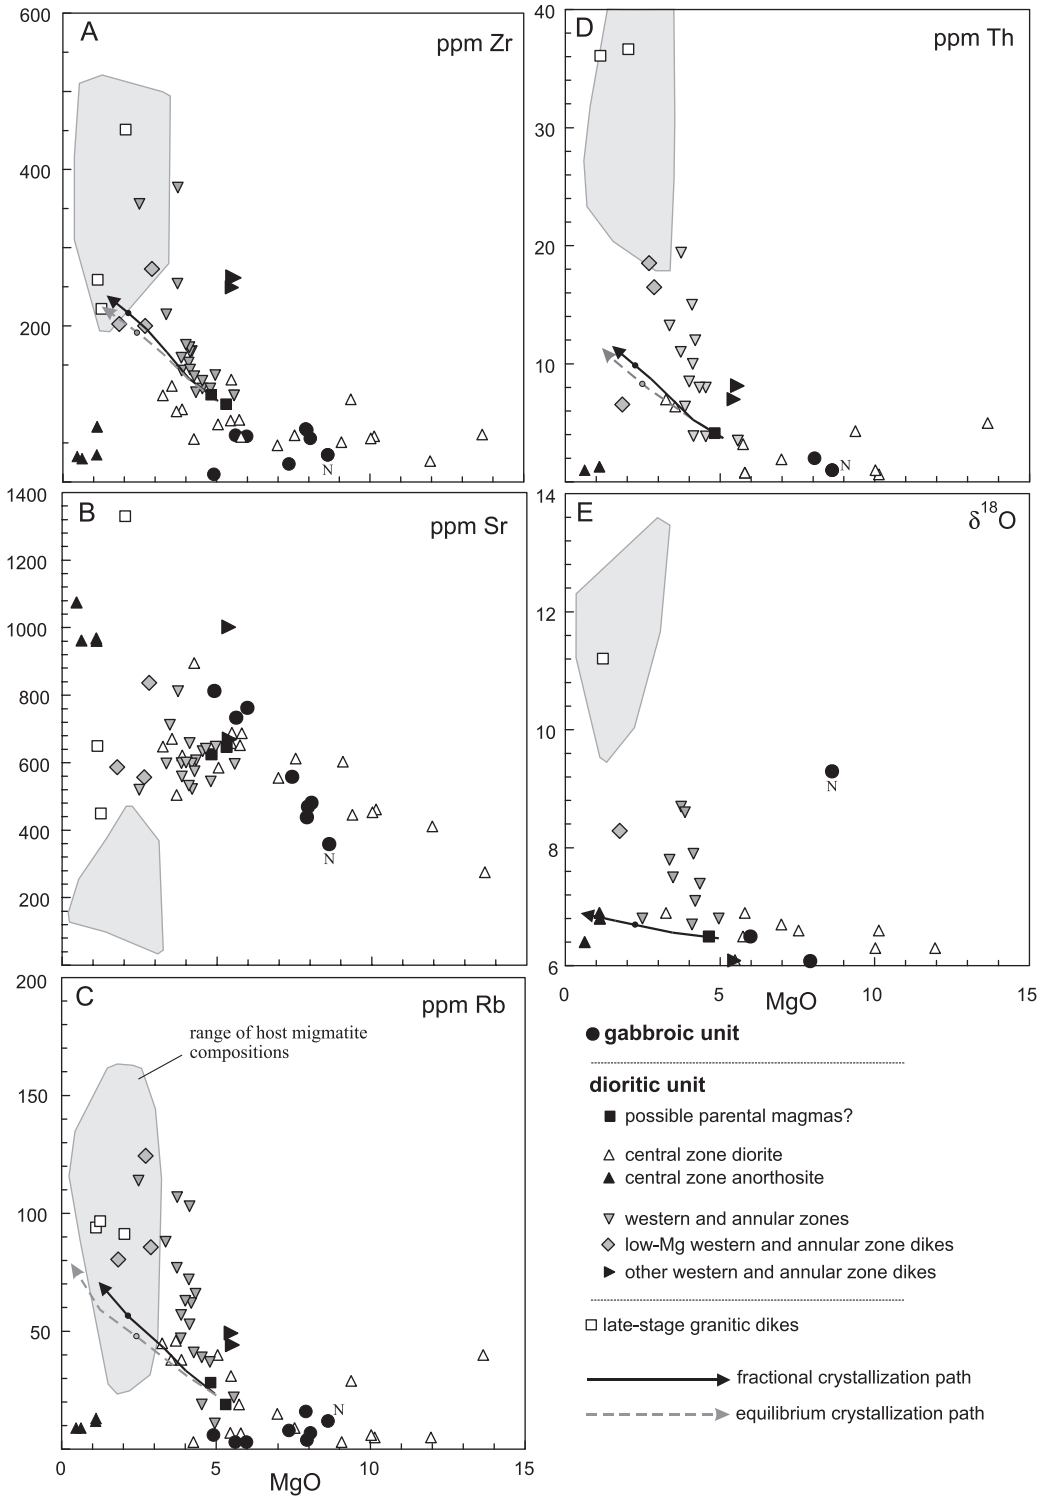 600
400
200
A
ppm Zr
N
1400
1200
1000
800
600
400
200
B
ppm Sr
N
200
150
100
50
C
ppm Rb
range of host migmatite
compositions
N
0 5 10 15
MgO
40
30
20
10
D
ppm Th
N
14
12
10
8
6
E
δ18O
N
0 5 10 15
MgO
gabbroic unit
dioritic unit
possible parental magmas?
central zone diorite
central zone anorthosite
western and annular zones
low-Mg western and annular zone dikes
other western and annular zone dikes
late-stage granitic dikes
fractional crystallization path
equilibrium crystallization path